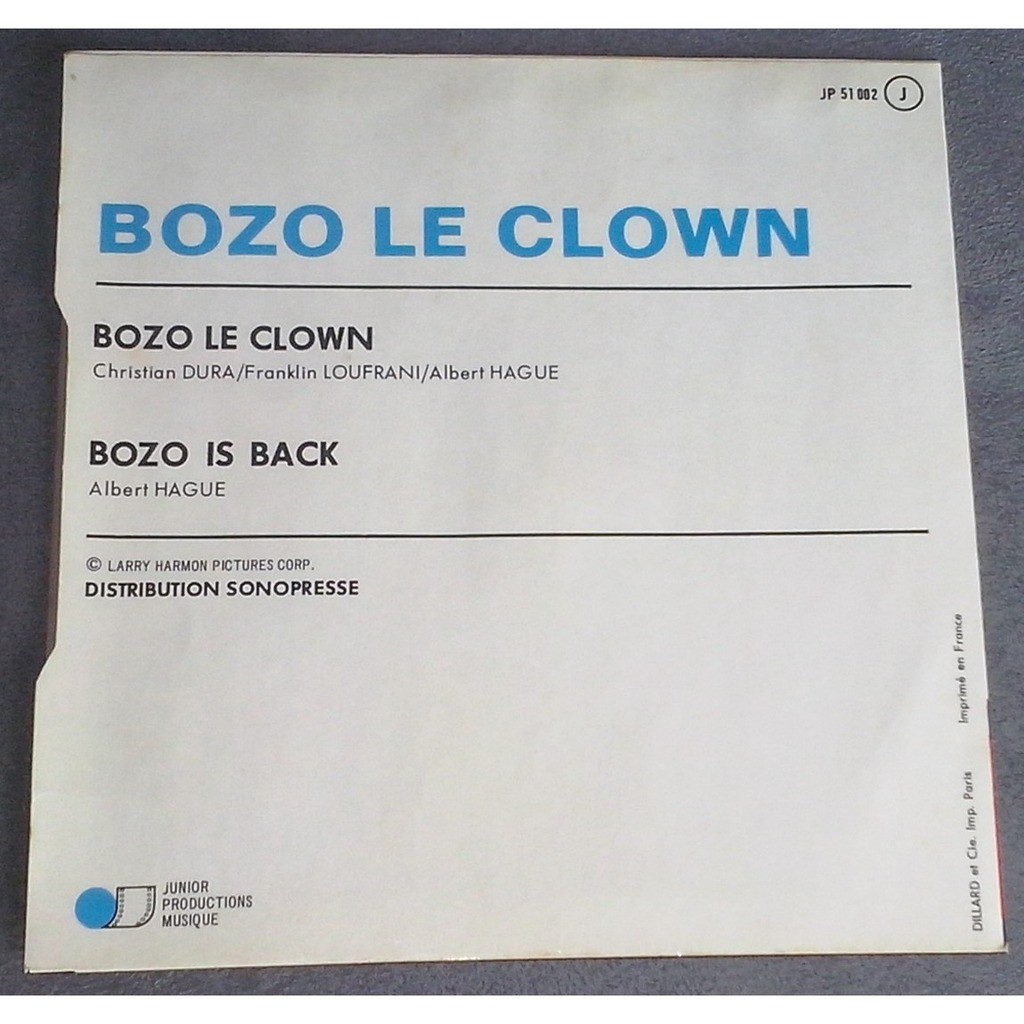 JP 51 002 J
BOZO LE CLOWN
BOZO LE CLOWN
Christian DURA/Franklin LOUFRANI/Albert HAGUE
BOZO IS BACK
Albert HAGUE
© LARRY HARMON PICTURES CORP.
DISTRIBUTION SONOPRESSE
JUNIOR
PRODUCTIONS
MUSIQUE
DILLARD et Cie. Imp. Paris Imprimé en France